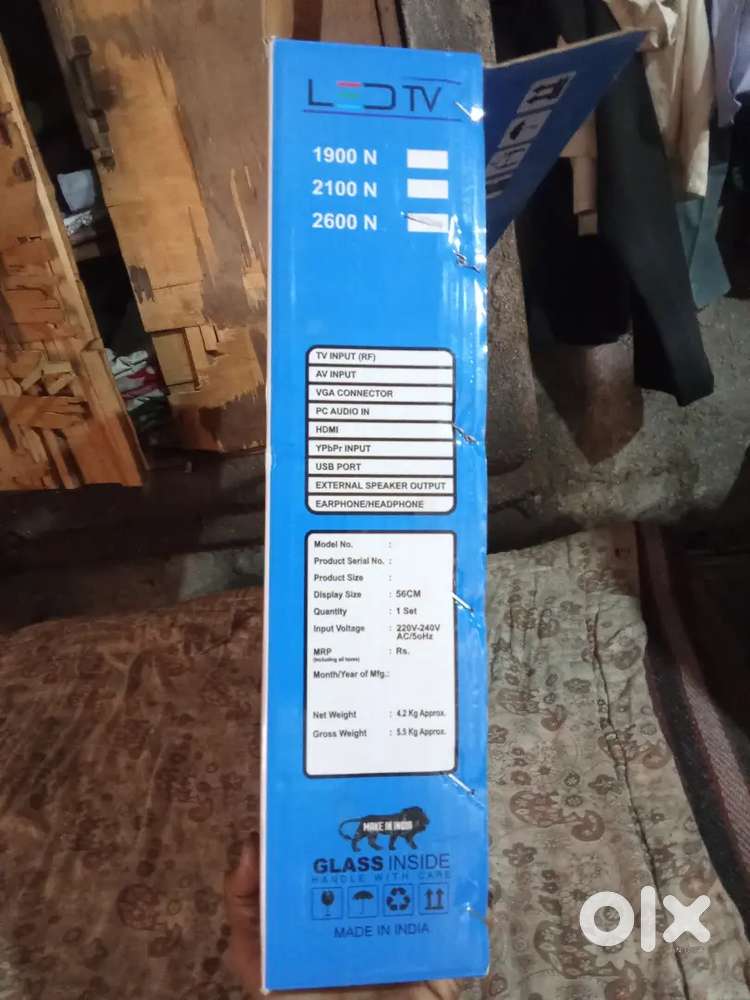 LED TV
1900 N
2100 N
2600 N
TV INPUT (RF)
AV INPUT
VGA CONNECTOR
PC AUDIO IN
HDMI
YPbPr INPUT
USB PORT
EXTERNAL SPEAKER OUTPUT
EARPHONE/HEADPHONE
Model No. :
Product Serial No. :
Product Size :
Display Size : 56CM
Quantity : 1 Set
Input Voltage : 220V-240V
AC/5oHz
MRP : Rs.
(Including all taxes)
Month/Year of Mfg.:
Net Weight : 4.2 Kg Approx.
Gross Weight : 5.5 Kg Approx.
MAKE IN INDIA
GLASS INSIDE
HANDLE WITH CARE
MADE IN INDIA
olx